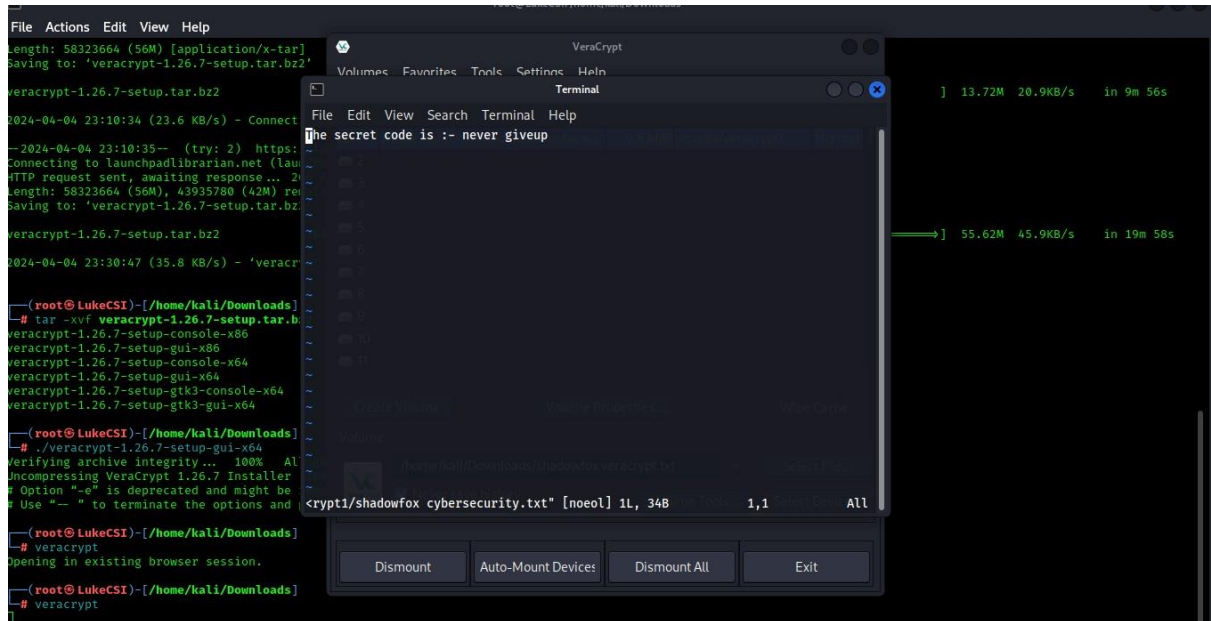 File Actions Edit View Help
Length: 58323664 (56M) [application/x-tar]
Saving to: ‘veracrypt-1.26.7-setup.tar.bz2’
veracrypt-1.26.7-setup.tar.bz2 ] 13.72M 20.9KB/s in 9m 56s
2024-04-04 23:10:34 (23.6 KB/s) - Connect
--2024-04-04 23:10:35-- (try: 2) https:
Connecting to launchpadlibrarian.net (lau
HTTP request sent, awaiting response... 2
Length: 58323664 (56M), 43935780 (42M) re
Saving to: ‘veracrypt-1.26.7-setup.tar.bz
veracrypt-1.26.7-setup.tar.bz2 ⇒] 55.62M 45.9KB/s in 19m 58s
2024-04-04 23:30:47 (35.8 KB/s) - ‘veracr
(root㉿LukeCSI)-[/home/kali/Downloads]
# tar -xvf veracrypt-1.26.7-setup.tar.b
veracrypt-1.26.7-setup-console-x86
veracrypt-1.26.7-setup-gui-x86
veracrypt-1.26.7-setup-console-x64
veracrypt-1.26.7-setup-gui-x64
veracrypt-1.26.7-setup-gtk3-console-x64
veracrypt-1.26.7-setup-gtk3-gui-x64
(root㉿LukeCSI)-[/home/kali/Downloads]
# ./veracrypt-1.26.7-setup-gui-x64
Verifying archive integrity... 100% Al
Uncompressing VeraCrypt 1.26.7 Installer
# Option "-e" is deprecated and might be
# Use "-- " to terminate the options and
(root㉿LukeCSI)-[/home/kali/Downloads]
# veracrypt
Opening in existing browser session.
(root㉿LukeCSI)-[/home/kali/Downloads]
# veracrypt
VeraCrypt
Volumes Favorites Tools Settings Help
Terminal
File Edit View Search Terminal Help
The secret code is :- never giveup
<rypt1/shadowfox cybersecurity.txt" [noeol] 1L, 34B 1,1 All
Dismount Auto-Mount Devices Dismount All Exit